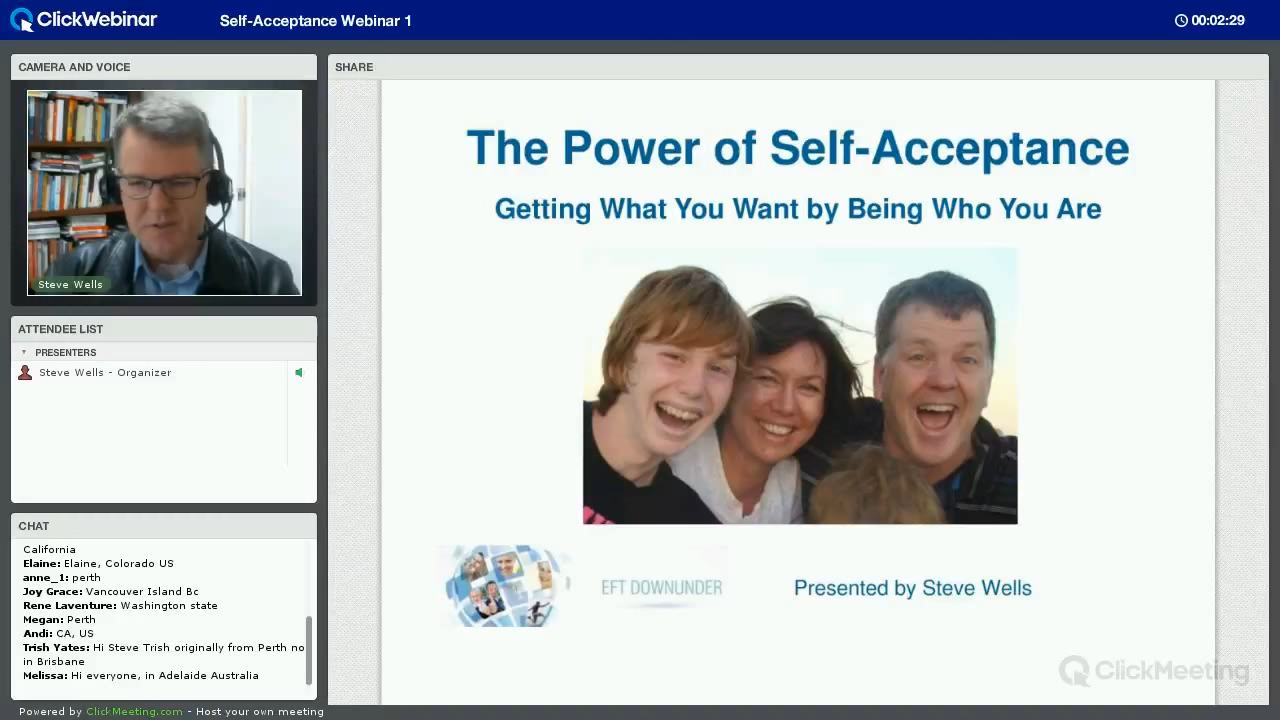 ClickWebinar
Self-Acceptance Webinar 1
00:02:29
CAMERA AND VOICE
Steve Wells
ATTENDEE LIST
PRESENTERS
Steve Wells - Organizer
CHAT
California
Elaine: Elaine, Colorado US
anne_1: perth
Joy Grace: Vancouver Island Bc
Rene Laventure: Washington state
Megan: Perth
Andi: CA, US
Trish Yates: Hi Steve Trish originally from Perth no
in Brisbane
Melissa: Hi everyone, in Adelaide Australia
Powered by ClickMeeting.com - Host your own meeting
SHARE
The Power of Self-Acceptance
Getting What You Want by Being Who You Are
EFT DOWNUNDER
Presented by Steve Wells
ClickMeeting